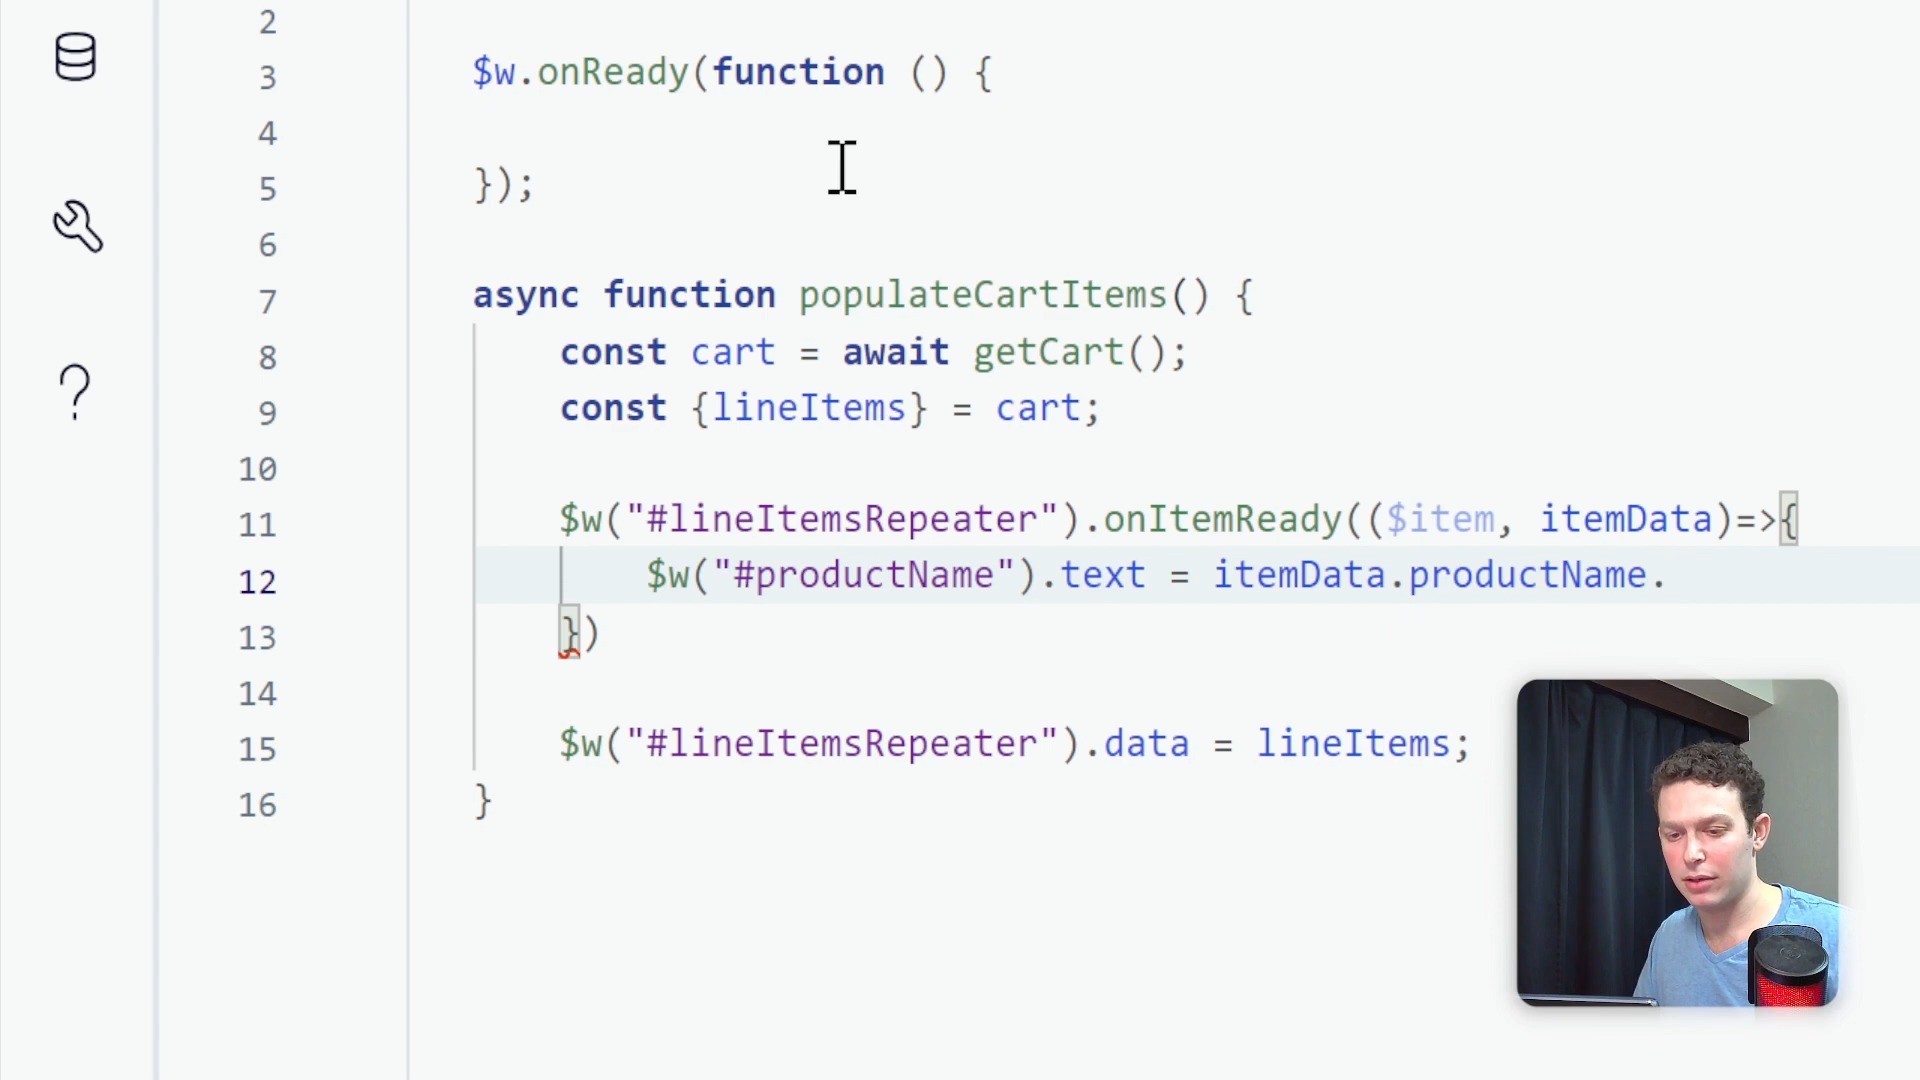 2
3 $w.onReady(function () {
4
5 });
6
7 async function populateCartItems() {
8 const cart = await getCart();
9 const {lineItems} = cart;
10
11 $w("#lineItemsRepeater").onItemReady(($item, itemData)=>{
12 $w("#productName").text = itemData.productName.
13 })
14
15 $w("#lineItemsRepeater").data = lineItems;
16 }